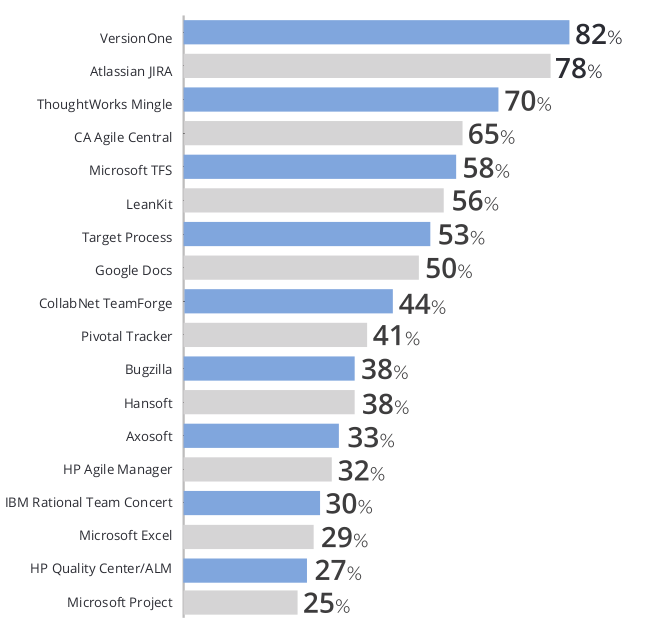 VersionOne 82%
Atlassian JIRA 78%
ThoughtWorks Mingle 70%
CA Agile Central 65%
Microsoft TFS 58%
LeanKit 56%
Target Process 53%
Google Docs 50%
CollabNet TeamForge 44%
Pivotal Tracker 41%
Bugzilla 38%
Hansoft 38%
Axosoft 33%
HP Agile Manager 32%
IBM Rational Team Concert 30%
Microsoft Excel 29%
HP Quality Center/ALM 27%
Microsoft Project 25%